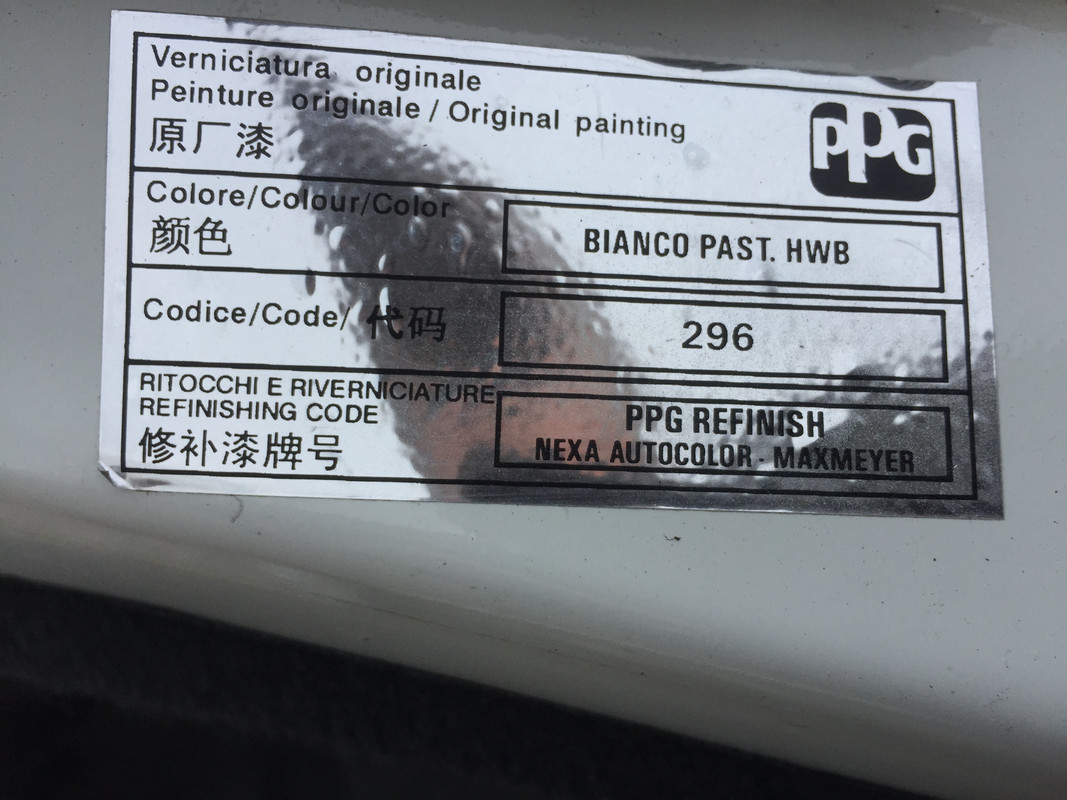 Verniciatura originale
Peinture originale / Original painting
原厂漆
PPG
Colore/Colour/Color
颜色
BIANCO PAST. HWB
Codice/Code/ 代码
296
RITOCCHI E RIVERNICIATURE
REFINISHING CODE
修补漆牌号
PPG REFINISH
NEXA AUTOCOLOR - MAXMEYER